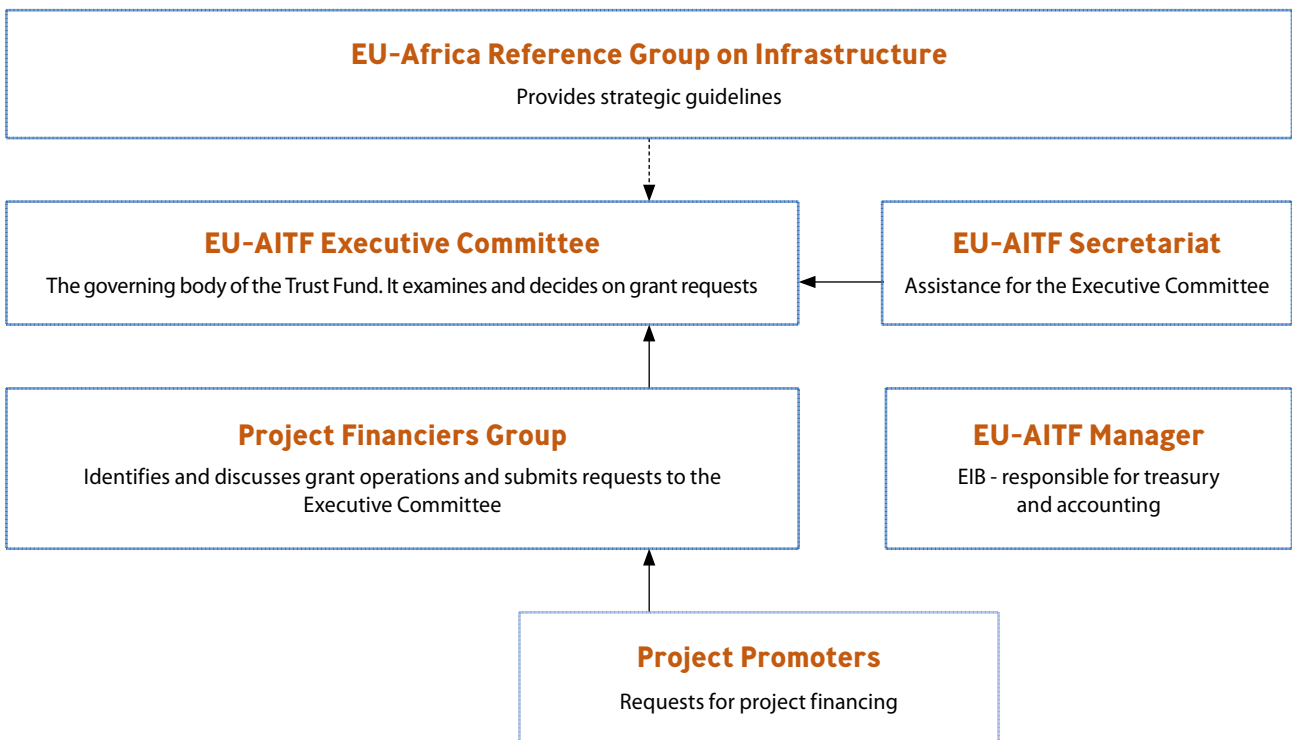 EU-Africa Reference Group on Infrastructure
Provides strategic guidelines
EU-AITF Executive Committee
The governing body of the Trust Fund. It examines and decides on grant requests
EU-AITF Secretariat
Assistance for the Executive Committee
Project Financiers Group
Identifies and discusses grant operations and submits requests to the
Executive Committee
EU-AITF Manager
EIB - responsible for treasury
and accounting
Project Promoters
Requests for project financing